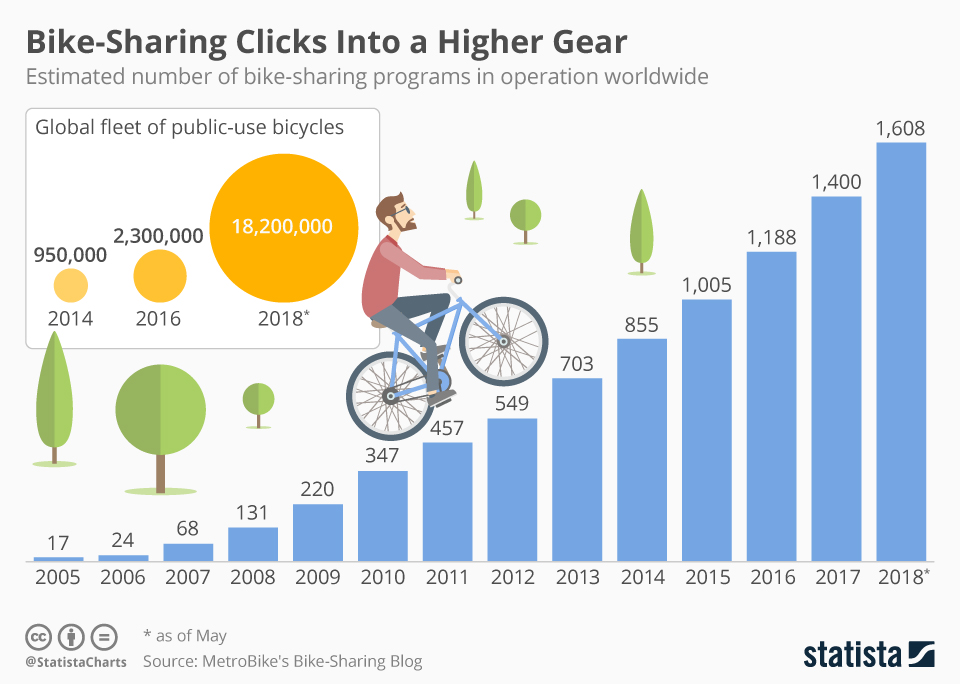 Bike-Sharing Clicks Into a Higher Gear
Estimated number of bike-sharing programs in operation worldwide
Global fleet of public-use bicycles
950,000
2,300,000
18,200,000
2014
2016
2018*
17
24
68
131
220
347
457
549
703
855
1,005
1,188
1,400
1,608
2005 2006 2007 2008 2009 2010 2011 2012 2013 2014 2015 2016 2017 2018*
cc
@StatistaCharts
* as of May
Source: MetroBike's Bike-Sharing Blog
statista